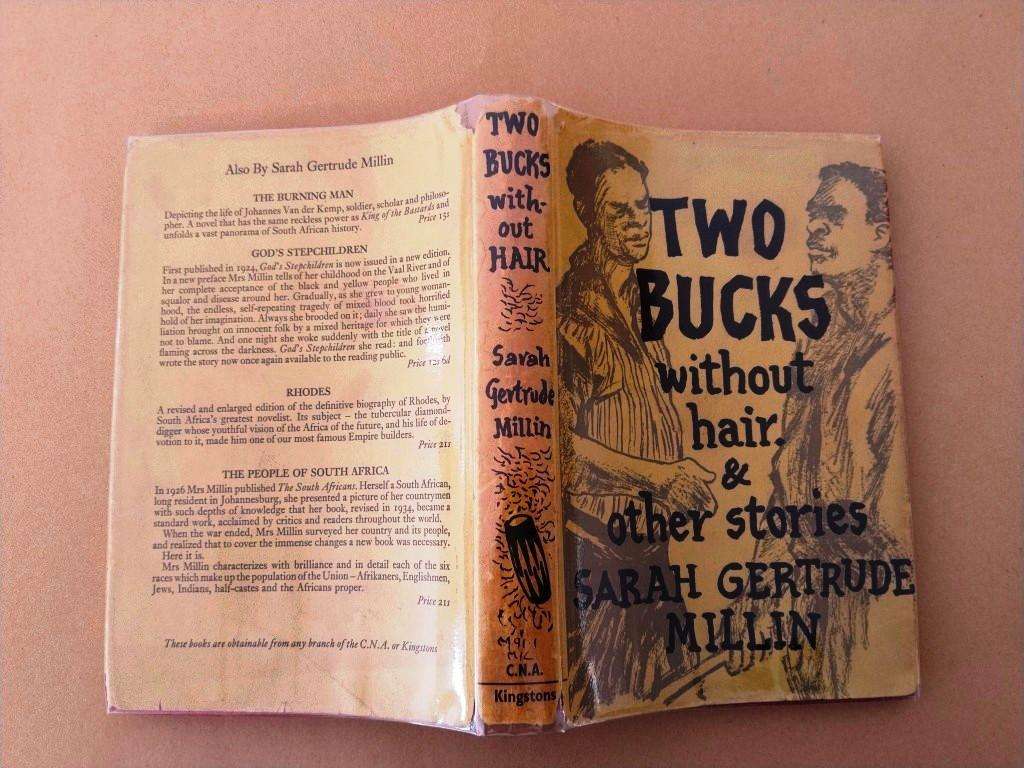 Also By Sarah Gertrude Millin
THE BURNING MAN
Depicting the life of Johannes Van der Kemp, soldier, scholar and philoso-
pher. A novel that has the same reckless power as King of the Bastards and
unfolds a vast panorama of South African history.
Price 15s
GOD'S STEPCHILDREN
First published in 1924, God's Stepchildren is now issued in a new edition.
In a new preface Mrs Millin tells of her childhood on the Vaal River and of
her complete acceptance of the black and yellow people who lived in
squalor and disease around her. Gradually, as she grew to young woman-
hood, the endless, self-repeating tragedy of mixed blood took horrified
hold of her imagination. Always she brooded on it; daily she saw the humi-
liation brought on innocent folk by a mixed heritage for which they were
not to blame. And one night she woke suddenly with the title of a novel
flaming across the darkness. God's Stepchildren she read: and forthwith
wrote the story now once again available to the reading public.
Price 12s6d
RHODES
A revised and enlarged edition of the definitive biography of Rhodes, by
South Africa's greatest novelist. Its subject – the tubercular diamond-
digger whose youthful vision of the Africa of the future, and his life of de-
votion to it, made him one of our most famous Empire builders.
Price 21s
THE PEOPLE OF SOUTH AFRICA
In 1926 Mrs Millin published The South Africans. Herself a South African,
long resident in Johannesburg, she presented a picture of her countrymen
with such depths of knowledge that her book, revised in 1934, became a
standard work, acclaimed by critics and readers throughout the world.
When the war ended, Mrs Millin surveyed her country and its people,
and realized that to cover the immense changes a new book was necessary.
Here it is.
Mrs Millin characterizes with brilliance and in detail each of the six
races which make up the population of the Union – Afrikaners, Englishmen,
Jews, Indians, half-castes and the Africans proper.
Price 21s
These books are obtainable from any branch of the C.N.A. or Kingstons
TWO
BUCKS
with-
out
HAIR
Sarah
Gertrude
Millin
C.N.A.
Kingstons
TWO
BUCKS
without
hair.
&
other stories
SARAH GERTRUDE
MILLIN